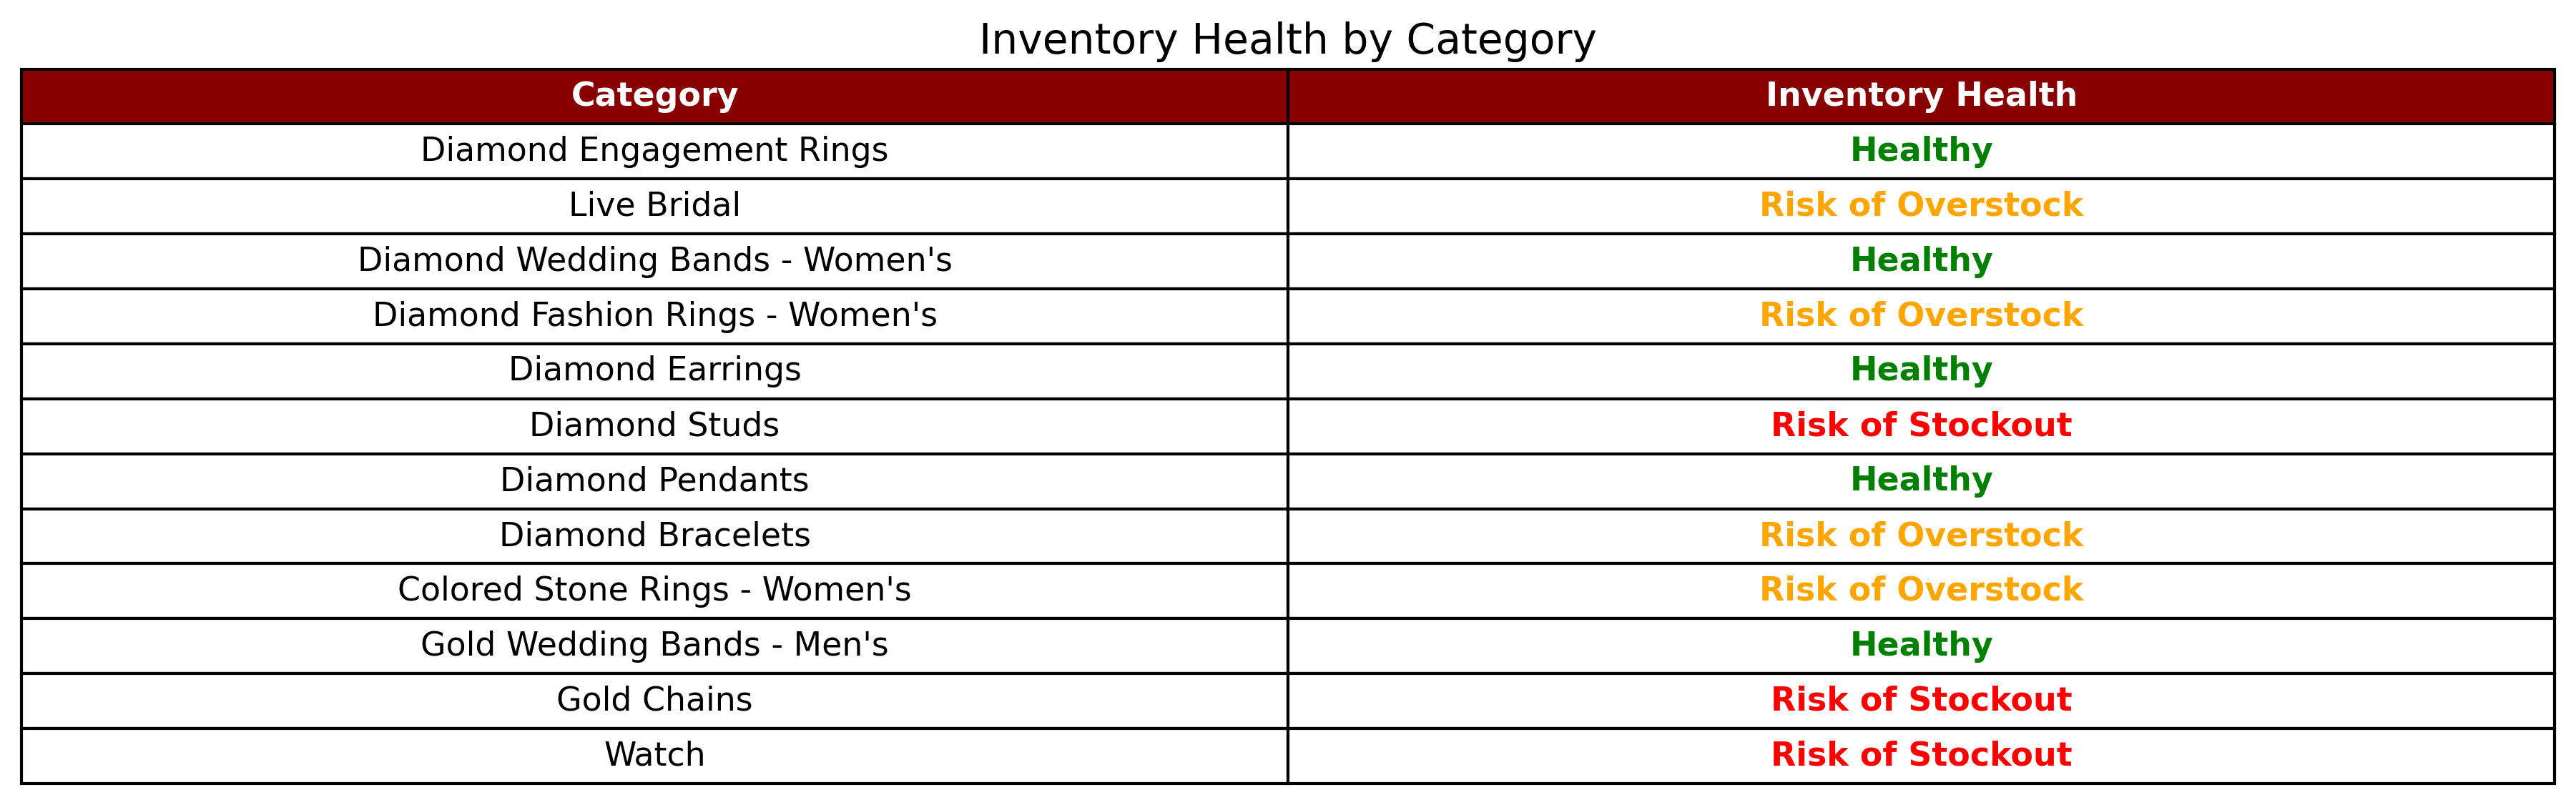 Inventory Health by Category
Category Inventory Health
Diamond Engagement Rings Healthy
Live Bridal Risk of Overstock
Diamond Wedding Bands - Women's Healthy
Diamond Fashion Rings - Women's Risk of Overstock
Diamond Earrings Healthy
Diamond Studs Risk of Stockout
Diamond Pendants Healthy
Diamond Bracelets Risk of Overstock
Colored Stone Rings - Women's Risk of Overstock
Gold Wedding Bands - Men's Healthy
Gold Chains Risk of Stockout
Watch Risk of Stockout